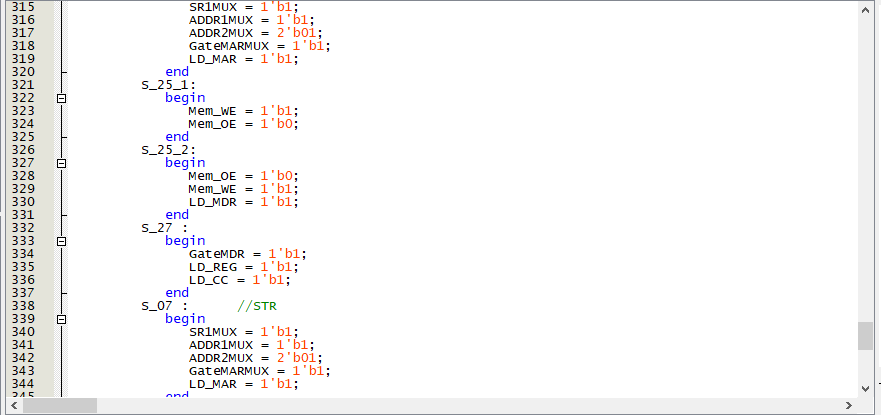 315 SR1MUX = 1'b1;
316 ADDR1MUX = 1'b1;
317 ADDR2MUX = 2'b01;
318 GateMARMUX = 1'b1;
319 LD_MAR = 1'b1;
320 end
321 S_25_1:
322 begin
323 Mem_WE = 1'b1;
324 Mem_OE = 1'b0;
325 end
326 S_25_2:
327 begin
328 Mem_OE = 1'b0;
329 Mem_WE = 1'b1;
330 LD_MDR = 1'b1;
331 end
332 S_27 :
333 begin
334 GateMDR = 1'b1;
335 LD_REG = 1'b1;
336 LD_CC = 1'b1;
337 end
338 S_07 : //STR
339 begin
340 SR1MUX = 1'b1;
341 ADDR1MUX = 1'b1;
342 ADDR2MUX = 2'b01;
343 GateMARMUX = 1'b1;
344 LD_MAR = 1'b1;
345 end